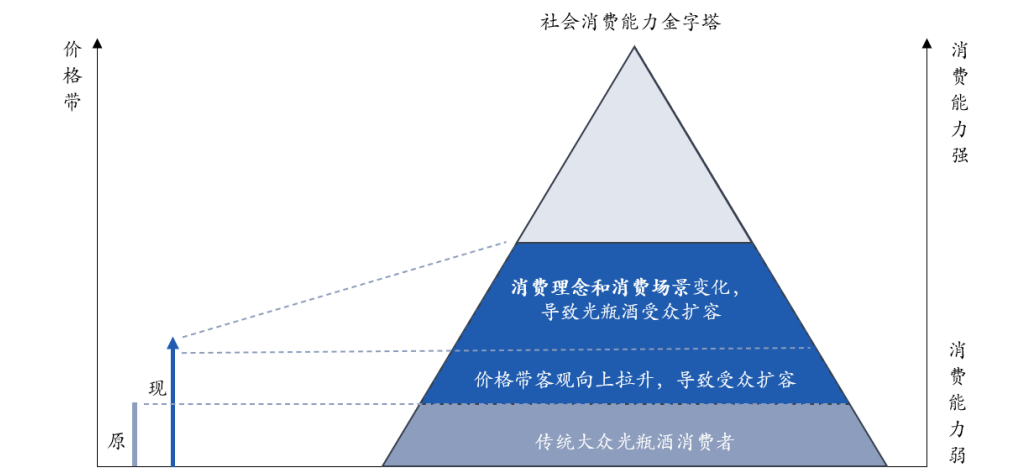 社会消费能力金字塔
价格带
消费能力强
消费理念和消费场景变化，
导致光瓶酒受众扩容
价格带客观向上拉升，导致受众扩容
现
原
传统大众光瓶酒消费者
消费能力弱